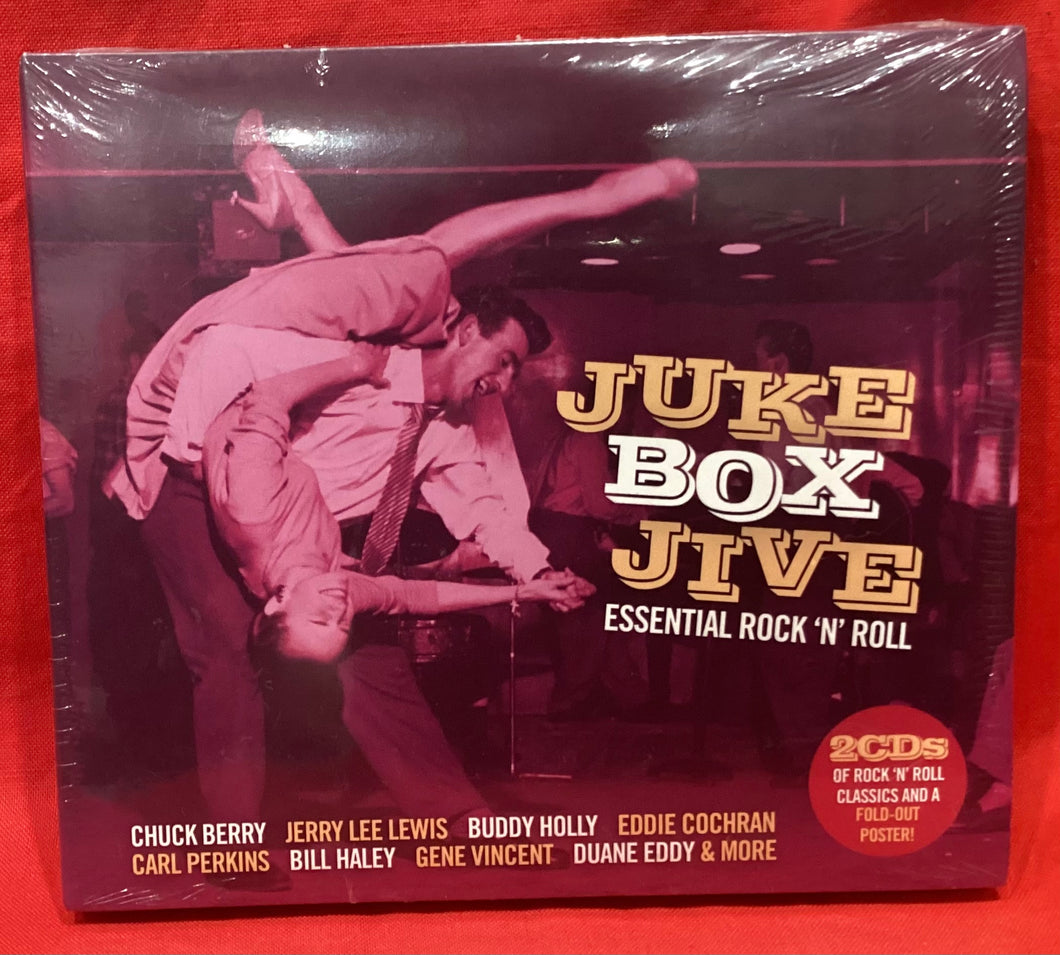 JUKE
BOX
JIVE
ESSENTIAL ROCK 'N' ROLL
2CDs
OF ROCK 'N' ROLL
CLASSICS AND A
FOLD-OUT
POSTER!
CHUCK BERRY JERRY LEE LEWIS BUDDY HOLLY EDDIE COCHRAN
CARL PERKINS BILL HALEY GENE VINCENT DUANE EDDY & MORE